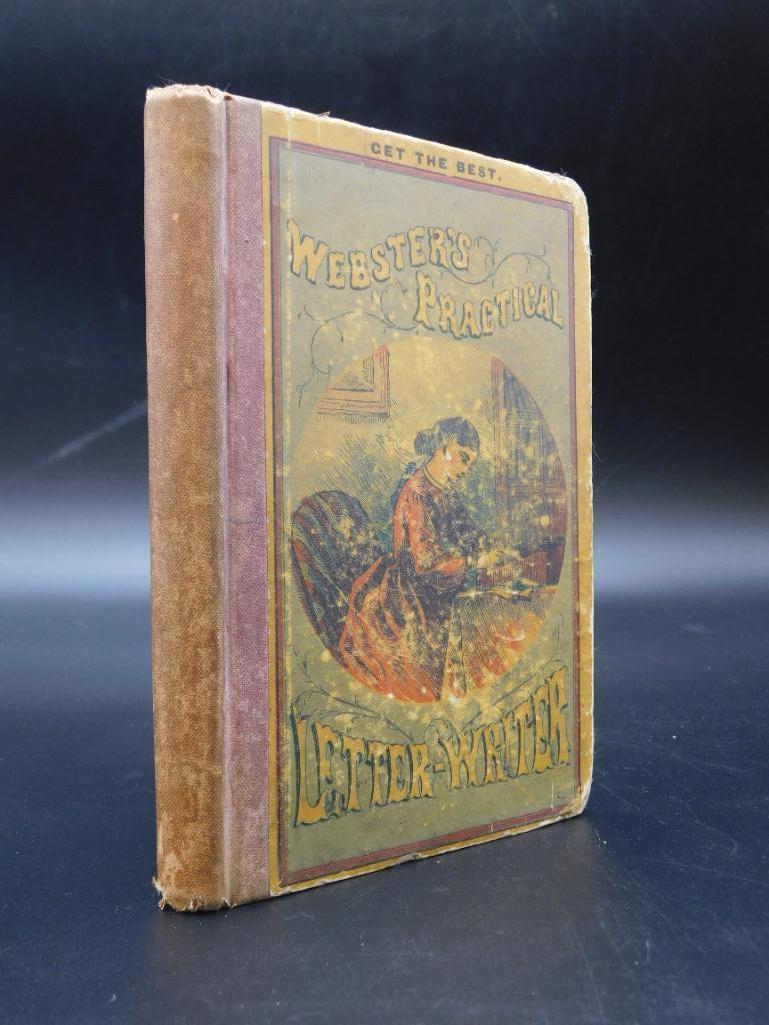 GET THE BEST.
WEBSTER'S
PRACTICAL
LETTER-WRITER